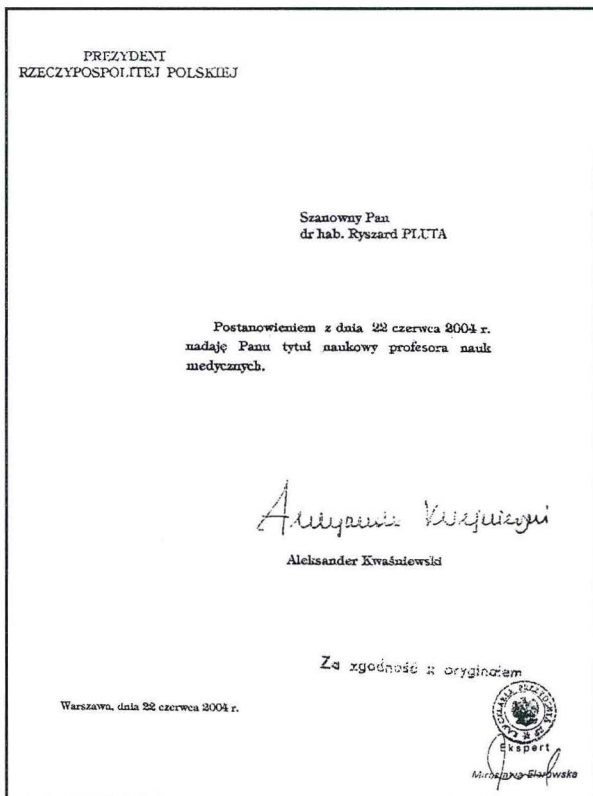 PREZYDENT
RZECZYPOSPOLITEJ POLSKIEJ
Szanowny Pan
dr hab. Ryszard PLUTA
Postanowieniem z dnia 22 czerwca 2004 r.
nadaję Panu tytuł naukowy profesora nauk
medycznych.
Aleksander Kwaśniewski
Za zgodność z oryginałem
Warszawa, dnia 22 czerwca 2004 r.
Ekspert